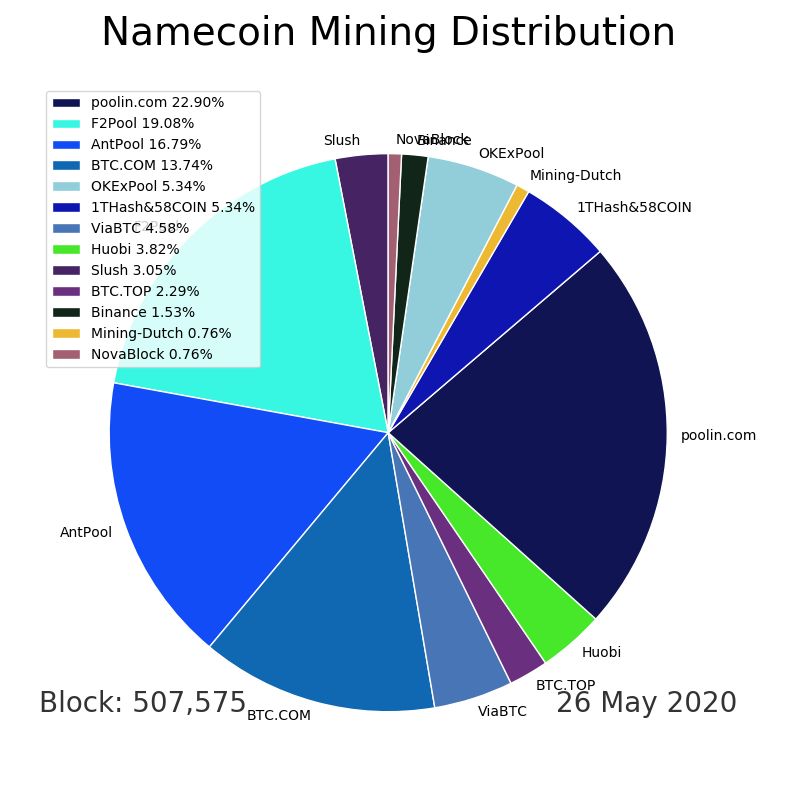 Namecoin Mining Distribution
poolin.com 22.90%
F2Pool 19.08%
AntPool 16.79%
BTC.COM 13.74%
OKExPool 5.34%
1THash&58COIN 5.34%
ViaBTC 4.58%
Huobi 3.82%
Slush 3.05%
BTC.TOP 2.29%
Binance 1.53%
Mining-Dutch 0.76%
NovaBlock 0.76%
Slush
NovaBlock
Binance
OKExPool
Mining-Dutch
1THash&58COIN
F2Pool
poolin.com
AntPool
Huobi
BTC.TOP
ViaBTC
BTC.COM
Block: 507,575
26 May 2020